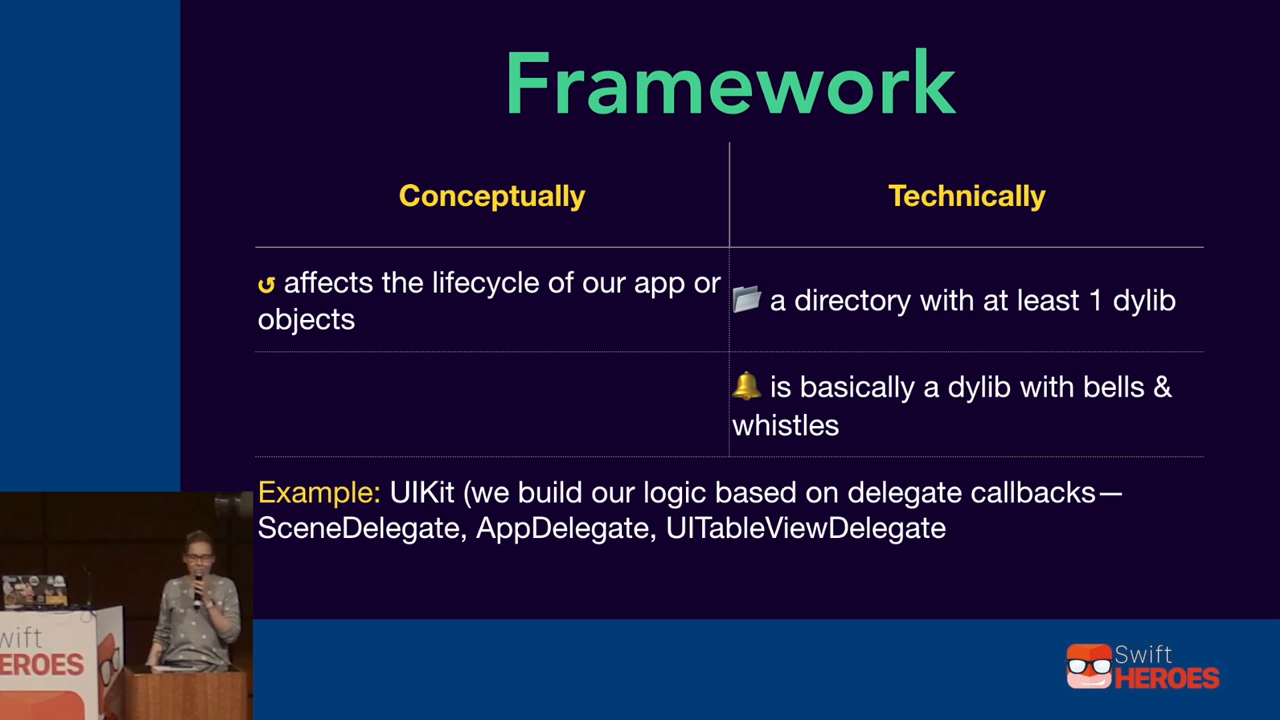 Framework
Conceptually
Technically
↺ affects the lifecycle of our app or
objects
📁 a directory with at least 1 dylib
🔔 is basically a dylib with bells &
whistles
Example: UIKit (we build our logic based on delegate callbacks—
SceneDelegate, AppDelegate, UITableViewDelegate
wift
EROES
Swift
HEROES